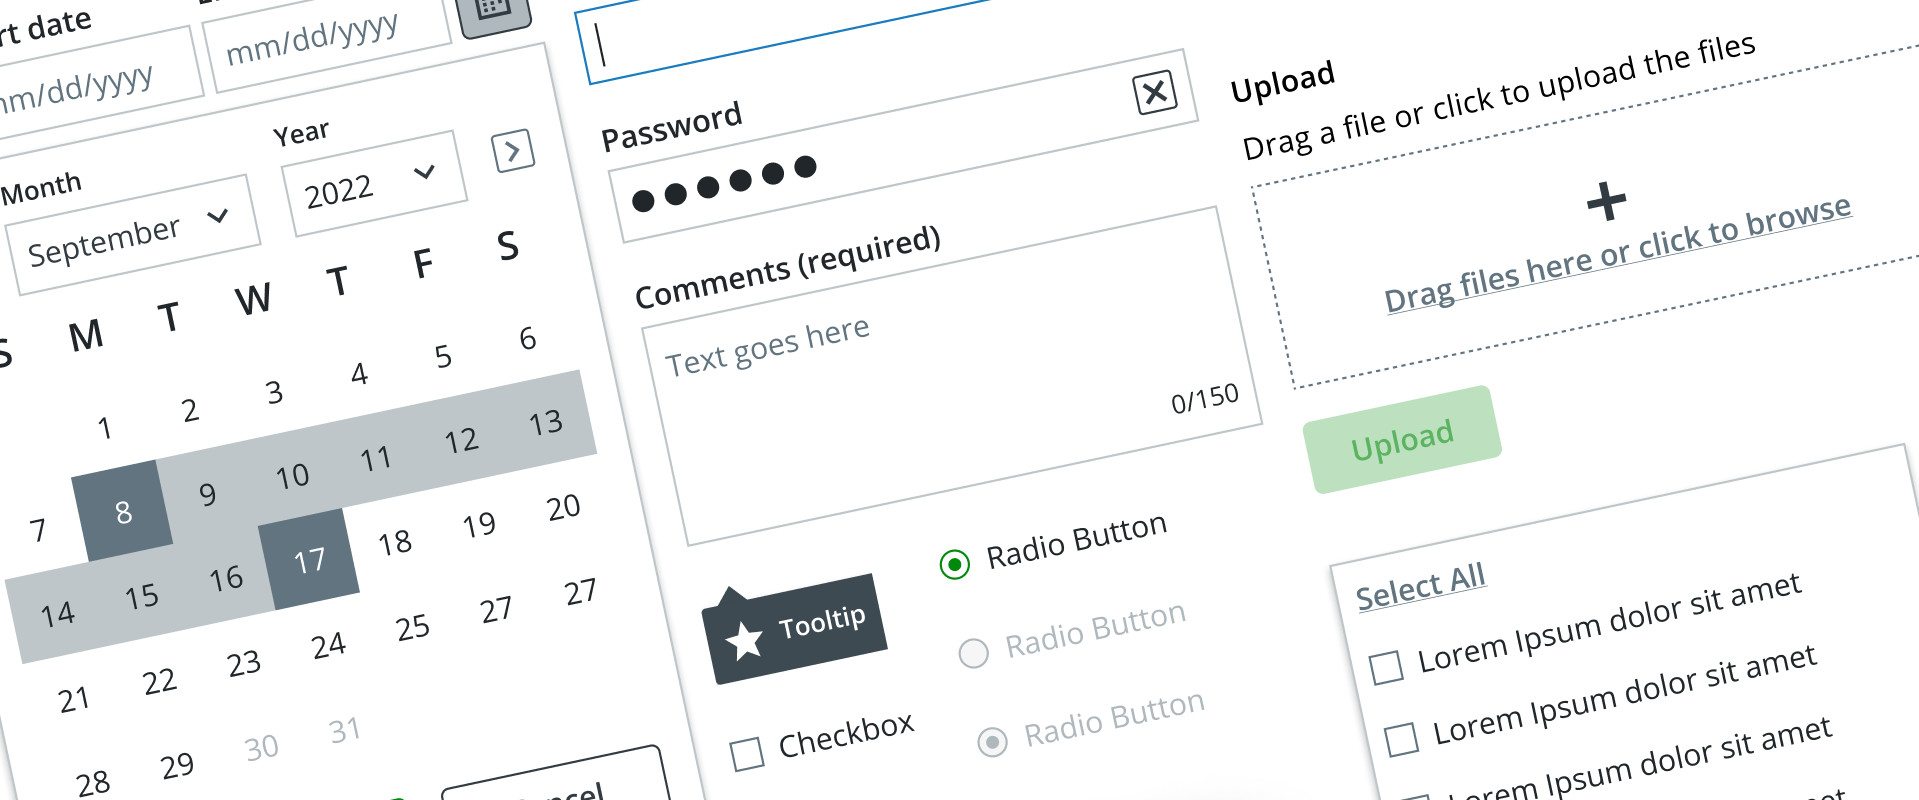 rt date
mm/dd/yyyy
mm/dd/yyyy
Month
Year
September
2022
S M T W T F S
1 2 3 4 5 6
7 8 9 10 11 12 13
14 15 16 17 18 19 20
21 22 23 24 25 27 27
28 29 30 31
ncel
Password
Comments (required)
Text goes here
0/150
Tooltip
Checkbox
Radio Button
Radio Button
Radio Button
Upload
Drag a file or click to upload the files
Drag files here or click to browse
Upload
Select All
Lorem Ipsum dolor sit amet
Lorem Ipsum dolor sit amet
Lorem Ipsum dolor sit amet